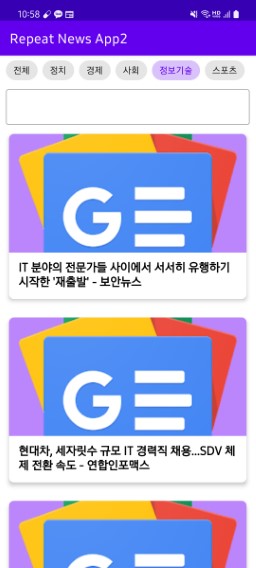 10:58
Repeat News App2
전체 정치 경제 사회 정보기술 스포츠
GE
IT 분야의 전문가들 사이에서 서서히 유행하기
시작한 '재출발' - 보안뉴스
GE
현대차, 세자릿수 규모 IT 경력직 채용...SDV 체
제 전환 속도 - 연합인포맥스